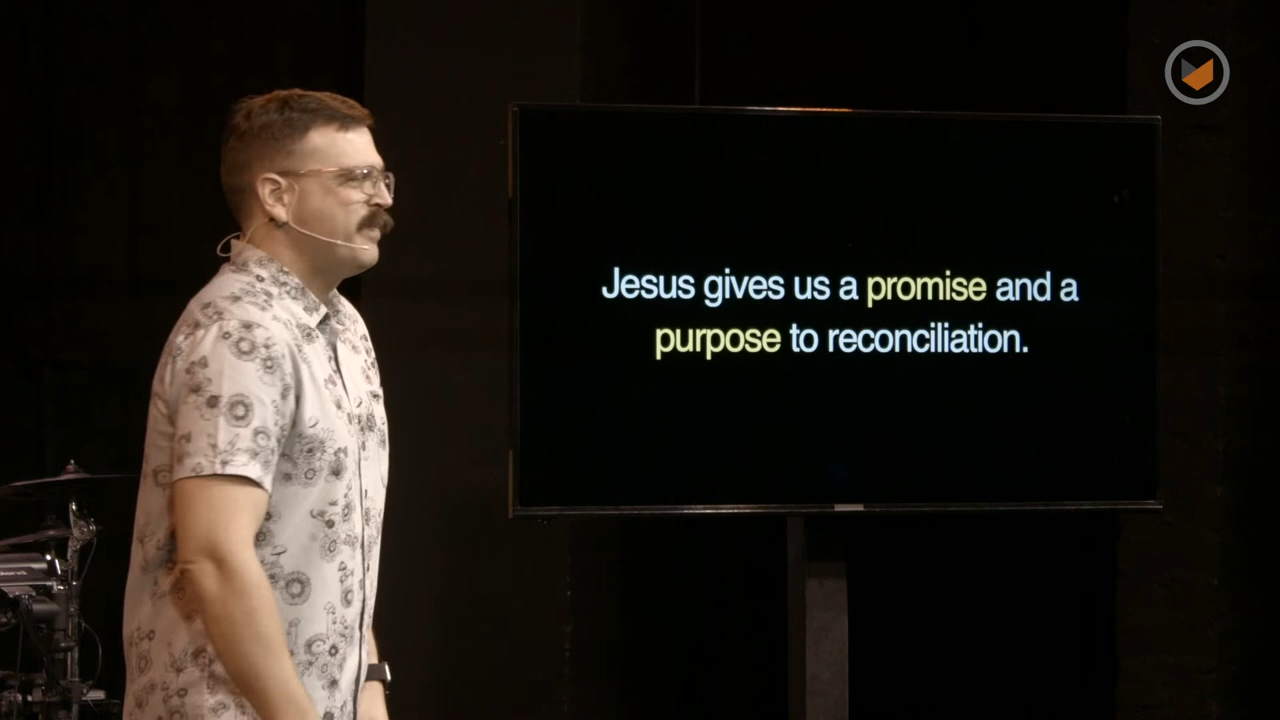 Jesus gives us a promise and a
purpose to reconciliation.